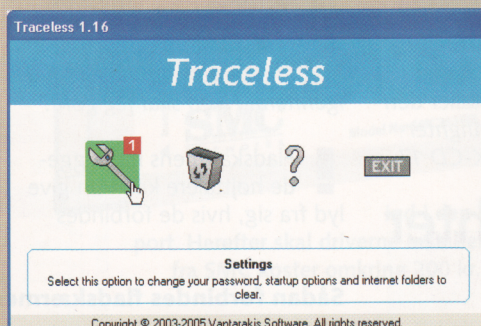 Traceless 1.16
Traceless
1
?
EXIT
Settings
Select this option to change your password, startup options and internet folders to
clear.
Copyright © 2003-2005 Vantarakis Software. All rights reserved